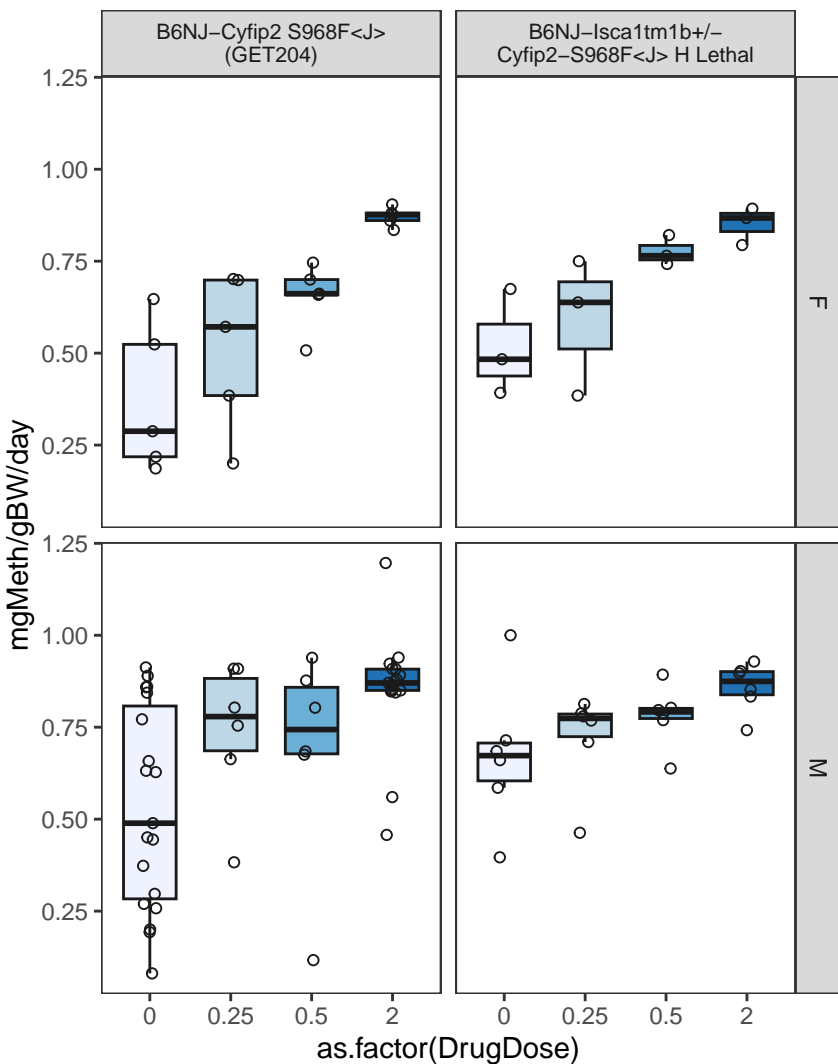 B6NJ−Cyfip2 S968F<J>
(GET204)
B6NJ−Isca1tm1b+/−
Cyfip2−S968F<J> H Lethal
1.25
1.00
0.75
0.50
0.25
F
mgMeth/gBW/day
1.25
1.00
0.75
0.50
0.25
M
0 0.25 0.5 2
0 0.25 0.5 2
as.factor(DrugDose)